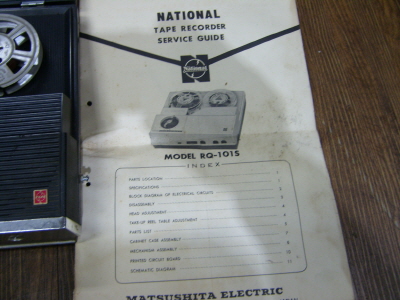 NATIONAL
TAPE RECORDER
SERVICE GUIDE
National
MODEL RQ-101S
INDEX
PARTS LOCATION
SPECIFICATIONS
BLOCK DIAGRAM OF ELECTRICAL CIRCUITS
DISASSEMBLY
HEAD ADJUSTMENT
TAKE-UP REEL TABLE ADJUSTMENT
PARTS LIST
CABINET CASE ASSEMBLY
MECHANISM ASSEMBLY
PRINTED CIRCUIT BOARD
SCHEMATIC DIAGRAM
MATSUSHITA ELECTRIC